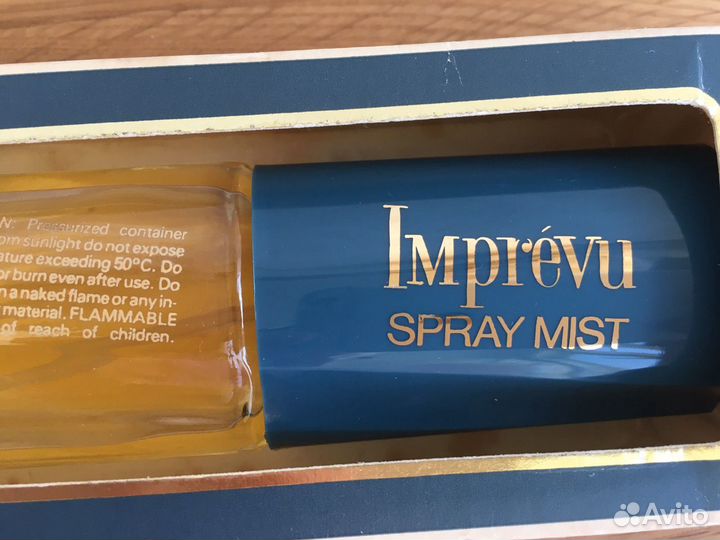 N: Pressurized container
om sunlight do not expose
ature exceeding 50°C. Do
or burn even after use. Do
n a naked flame or any in-
material. FLAMMABLE
of reach of children.
Imprévu
SPRAY MIST
Avito